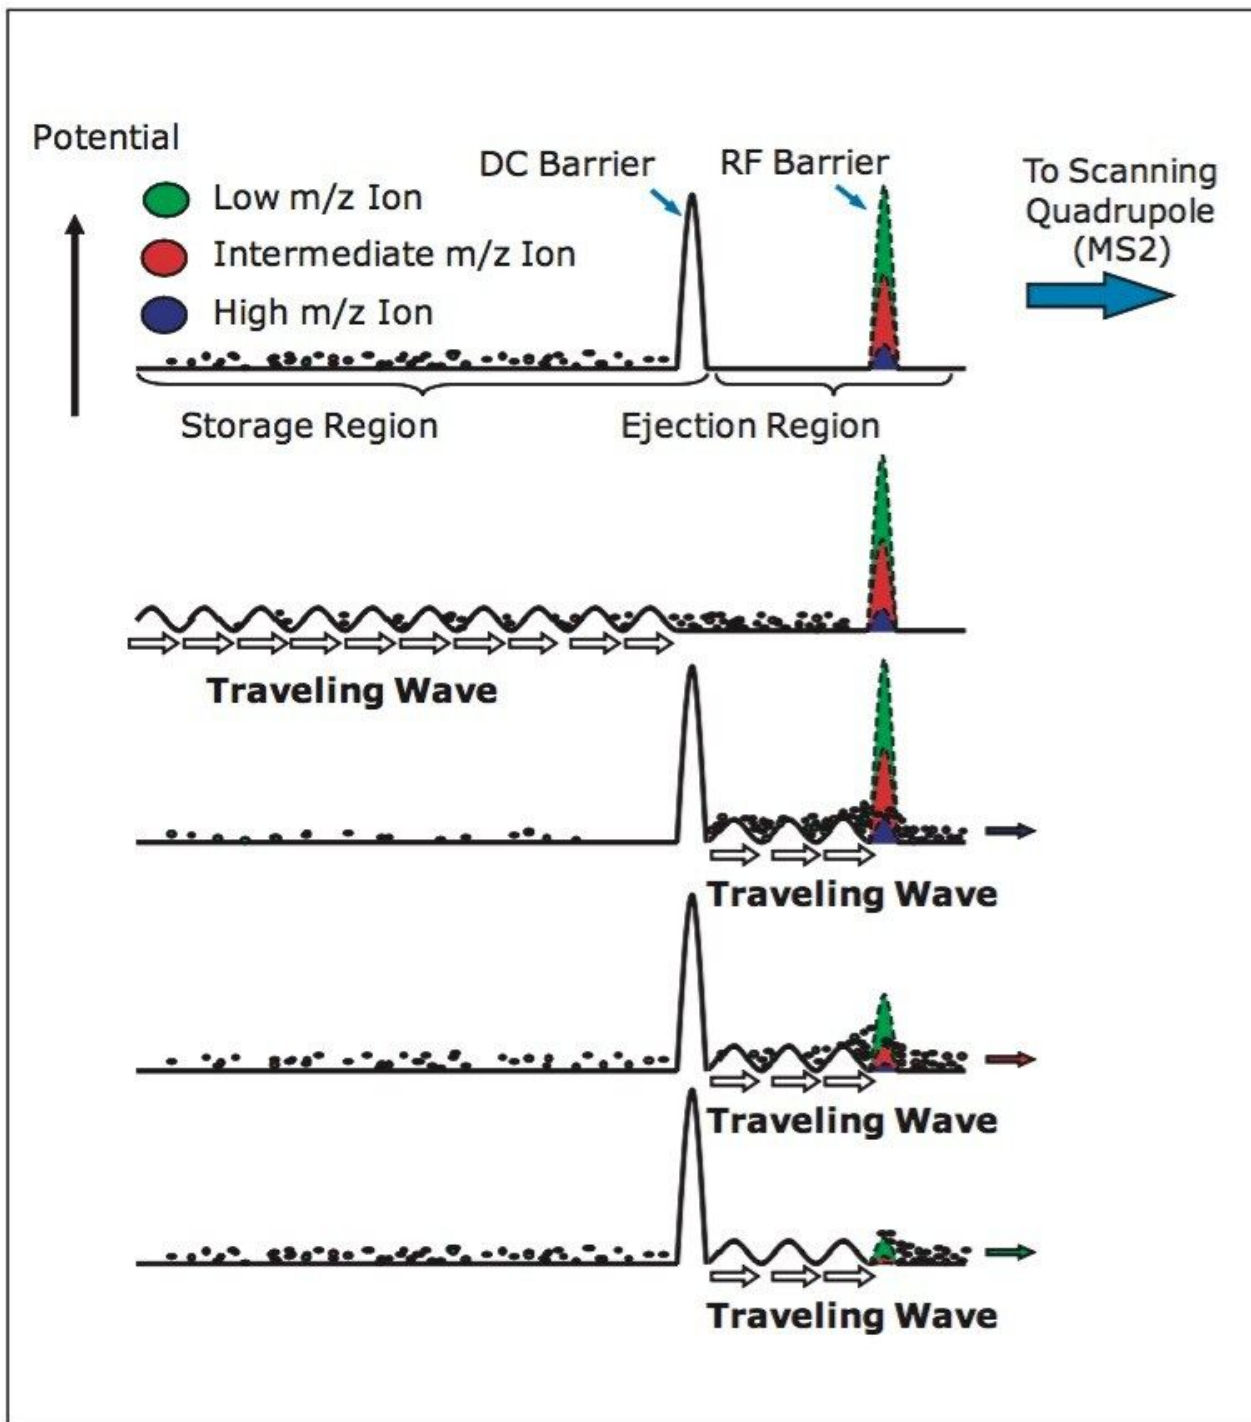 Potential
DC Barrier
RF Barrier
To Scanning
Quadrupole
(MS2)
Low m/z Ion
Intermediate m/z Ion
High m/z Ion
Storage Region
Ejection Region
Traveling Wave
Traveling Wave
Traveling Wave
Traveling Wave